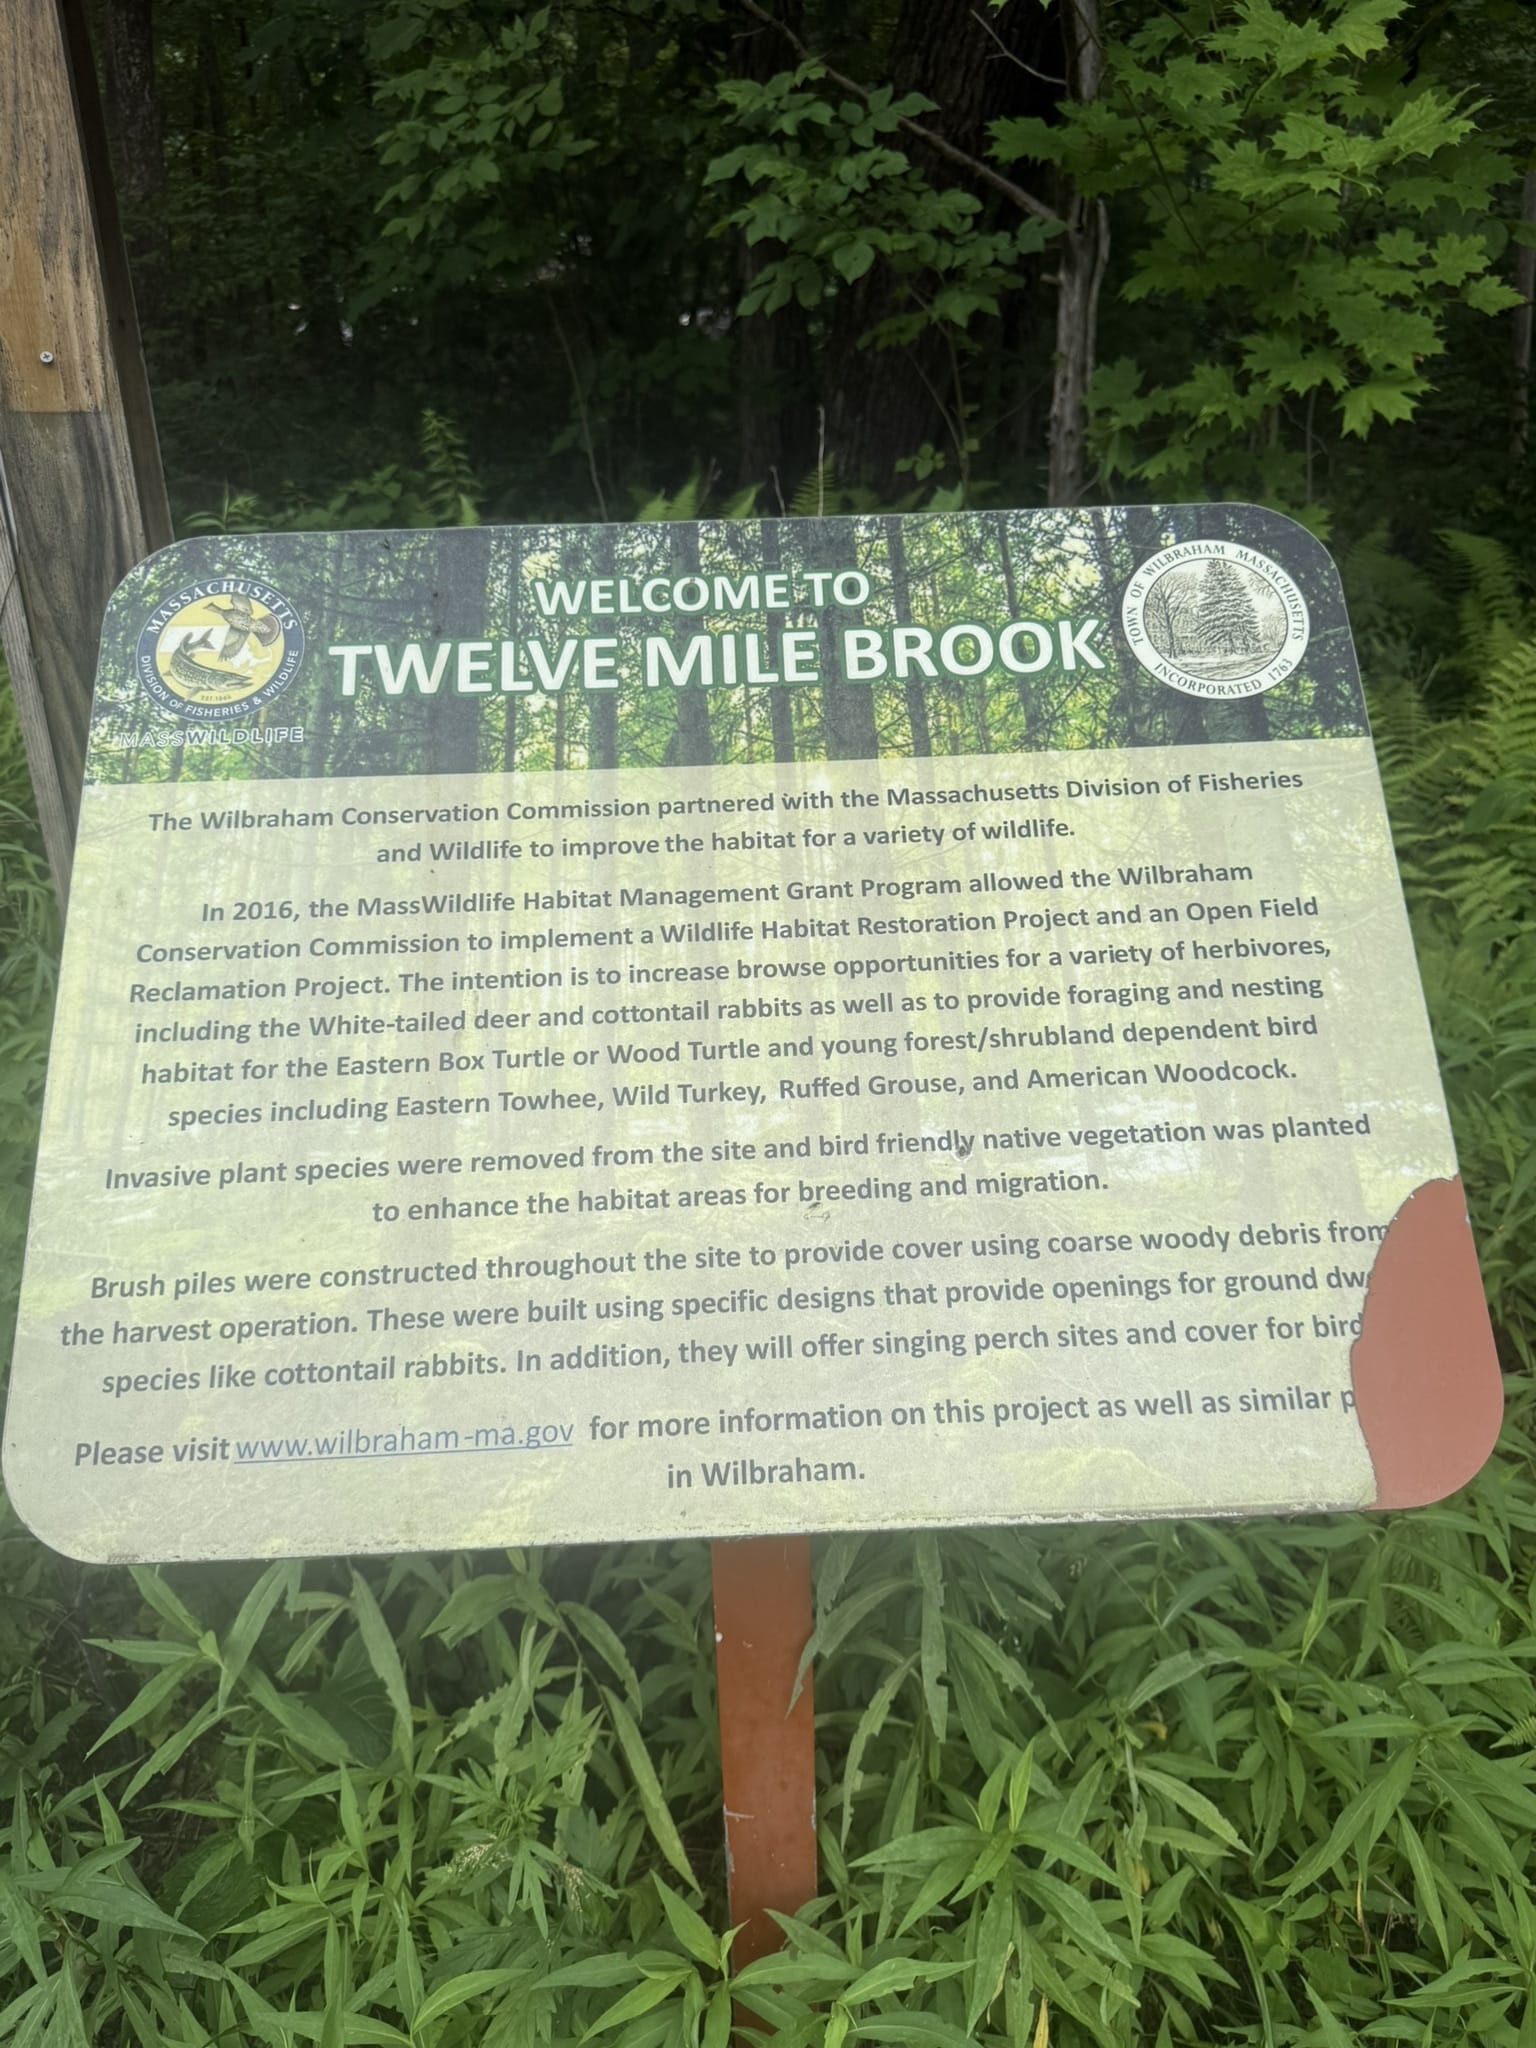 WELCOME TO
TWELVE MILE BROOK
MASSACHUSETTS
DIVISION OF FISHERIES & WILDLIFE
EST. 1866
MASSWILDLIFE
TOWN OF WILBRAHAM MASSACHUSETTS
INCORPORATED 1763
The Wilbraham Conservation Commission partnered with the Massachusetts Division of Fisheries
and Wildlife to improve the habitat for a variety of wildlife.
In 2016, the MassWildlife Habitat Management Grant Program allowed the Wilbraham
Conservation Commission to implement a Wildlife Habitat Restoration Project and an Open Field
Reclamation Project. The intention is to increase browse opportunities for a variety of herbivores,
including the White-tailed deer and cottontail rabbits as well as to provide foraging and nesting
habitat for the Eastern Box Turtle or Wood Turtle and young forest/shrubland dependent bird
species including Eastern Towhee, Wild Turkey, Ruffed Grouse, and American Woodcock.
Invasive plant species were removed from the site and bird friendly native vegetation was planted
to enhance the habitat areas for breeding and migration.
Brush piles were constructed throughout the site to provide cover using coarse woody debris from
the harvest operation. These were built using specific designs that provide openings for ground dw
species like cottontail rabbits. In addition, they will offer singing perch sites and cover for bird
Please visit www.wilbraham-ma.gov for more information on this project as well as similar p
in Wilbraham.